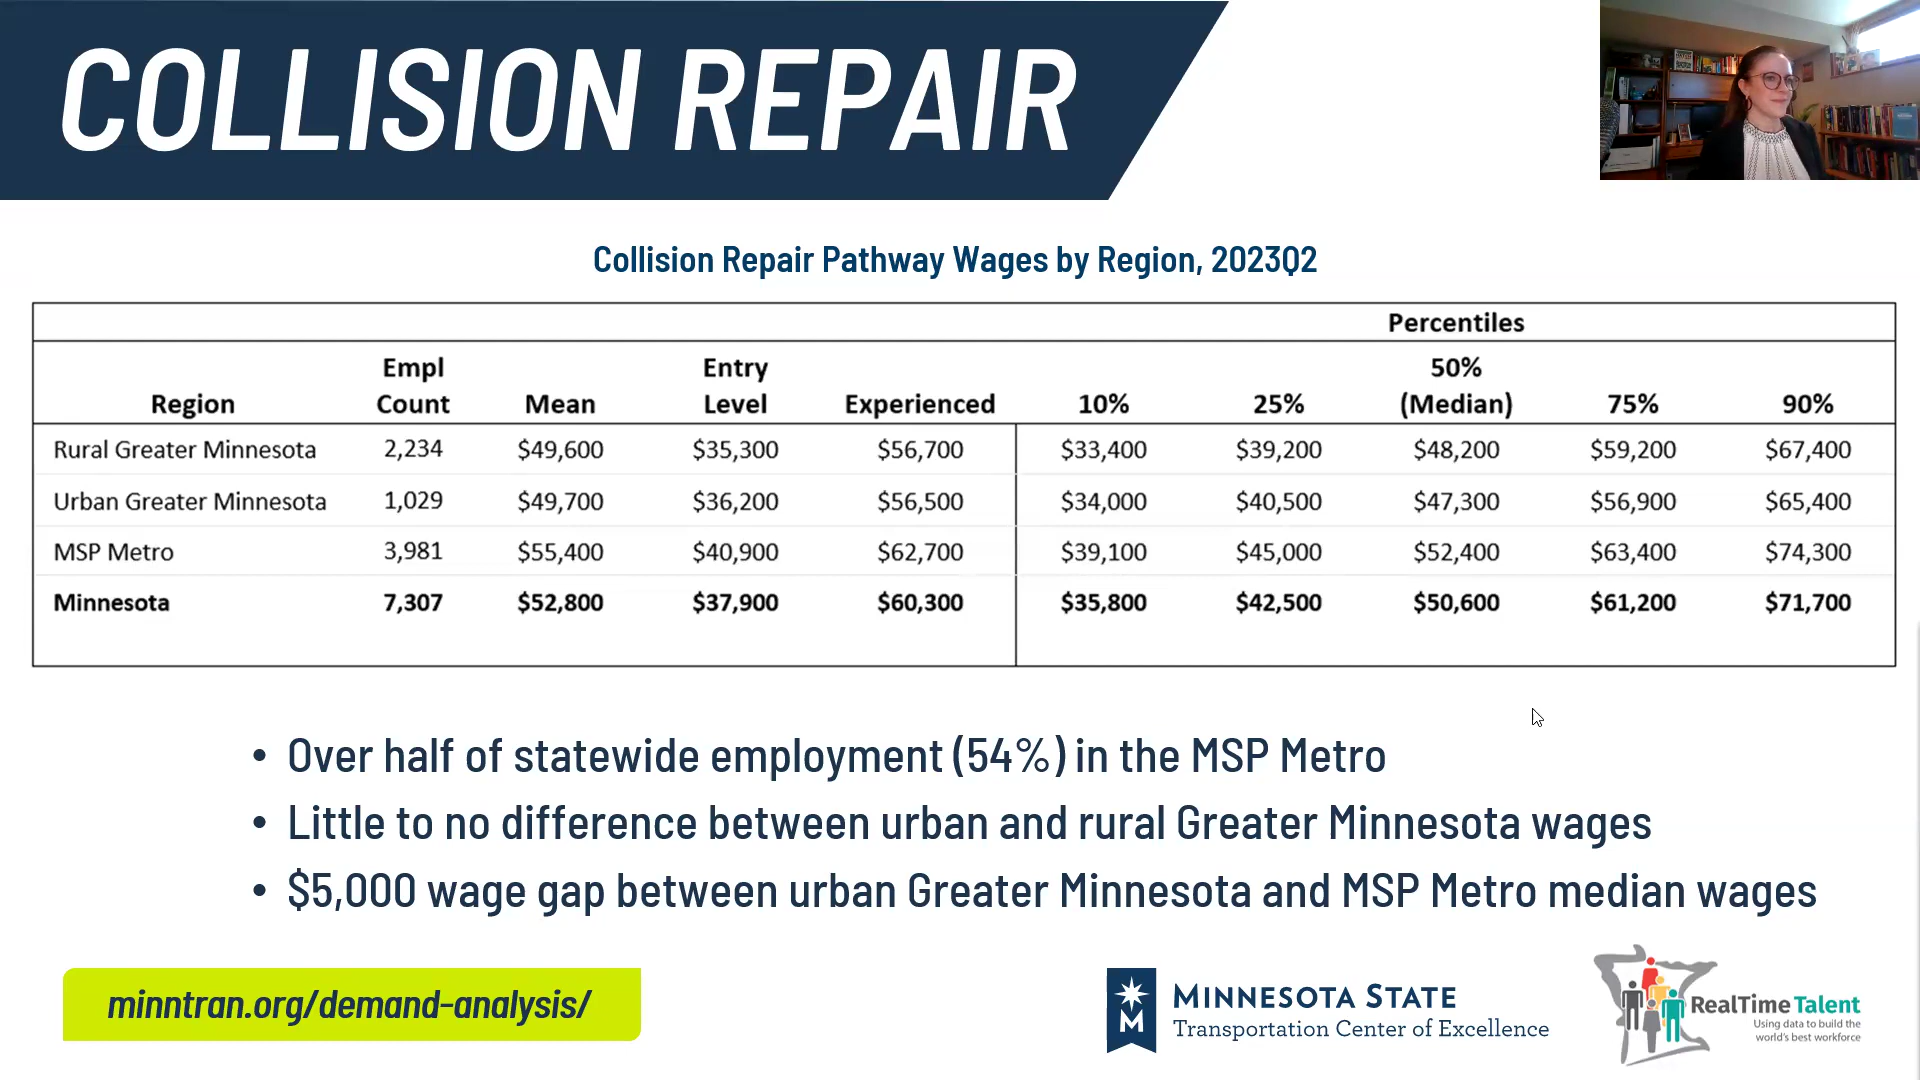 COLLISION REPAIR
Collision Repair Pathway Wages by Region, 2023Q2
Percentiles
Region Empl Count Mean Entry Level Experienced 10% 25% 50% (Median) 75% 90%
Rural Greater Minnesota 2,234 $49,600 $35,300 $56,700 $33,400 $39,200 $48,200 $59,200 $67,400
Urban Greater Minnesota 1,029 $49,700 $36,200 $56,500 $34,000 $40,500 $47,300 $56,900 $65,400
MSP Metro 3,981 $55,400 $40,900 $62,700 $39,100 $45,000 $52,400 $63,400 $74,300
Minnesota 7,307 $52,800 $37,900 $60,300 $35,800 $42,500 $50,600 $61,200 $71,700
• Over half of statewide employment (54%) in the MSP Metro
• Little to no difference between urban and rural Greater Minnesota wages
• $5,000 wage gap between urban Greater Minnesota and MSP Metro median wages
minntran.org/demand-analysis/
M
MINNESOTA STATE
Transportation Center of Excellence
RealTime Talent
Using data to build the
world's best workforce